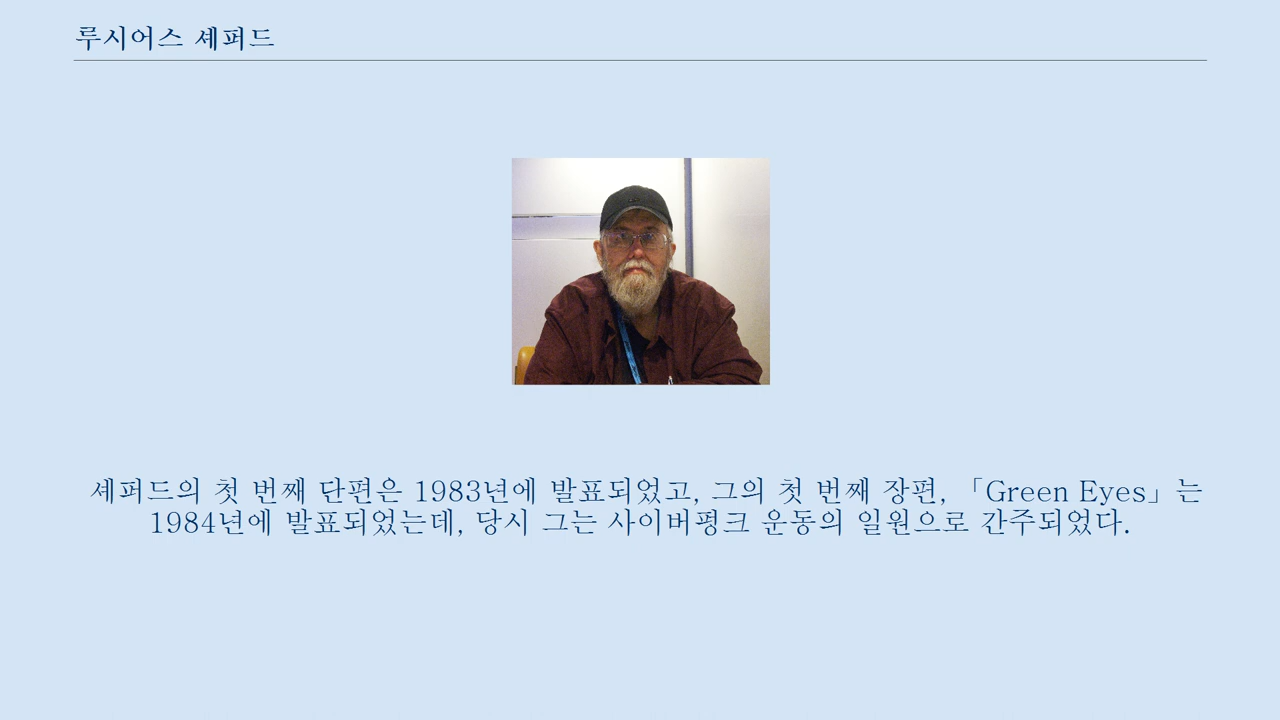 루시어스 셰퍼드
셰퍼드의 첫 번째 단편은 1983년에 발표되었고, 그의 첫 번째 장편, 「Green Eyes」는
1984년에 발표되었는데, 당시 그는 사이버펑크 운동의 일원으로 간주되었다.